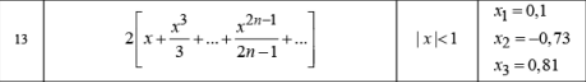 13
2[x + x^3/3 + ... + x^(2n−1)/(2n−1) + ...]
|x|<1
x₁ = 0,1
x₂ = −0,73
x₃ = 0,81